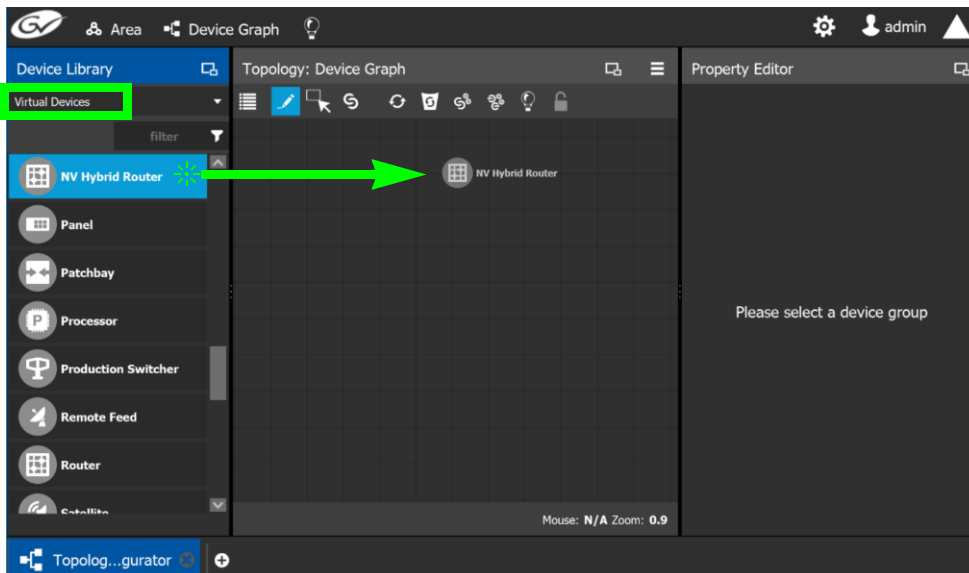 GV Area Device Graph admin
Device Library Topology: Device Graph Property Editor
Virtual Devices
filter
NV Hybrid Router NV Hybrid Router
Panel
Patchbay
P Processor
Please select a device group
Production Switcher
Remote Feed
Router
Satellite
Mouse: N/A Zoom: 0.9
Topolog...gurator